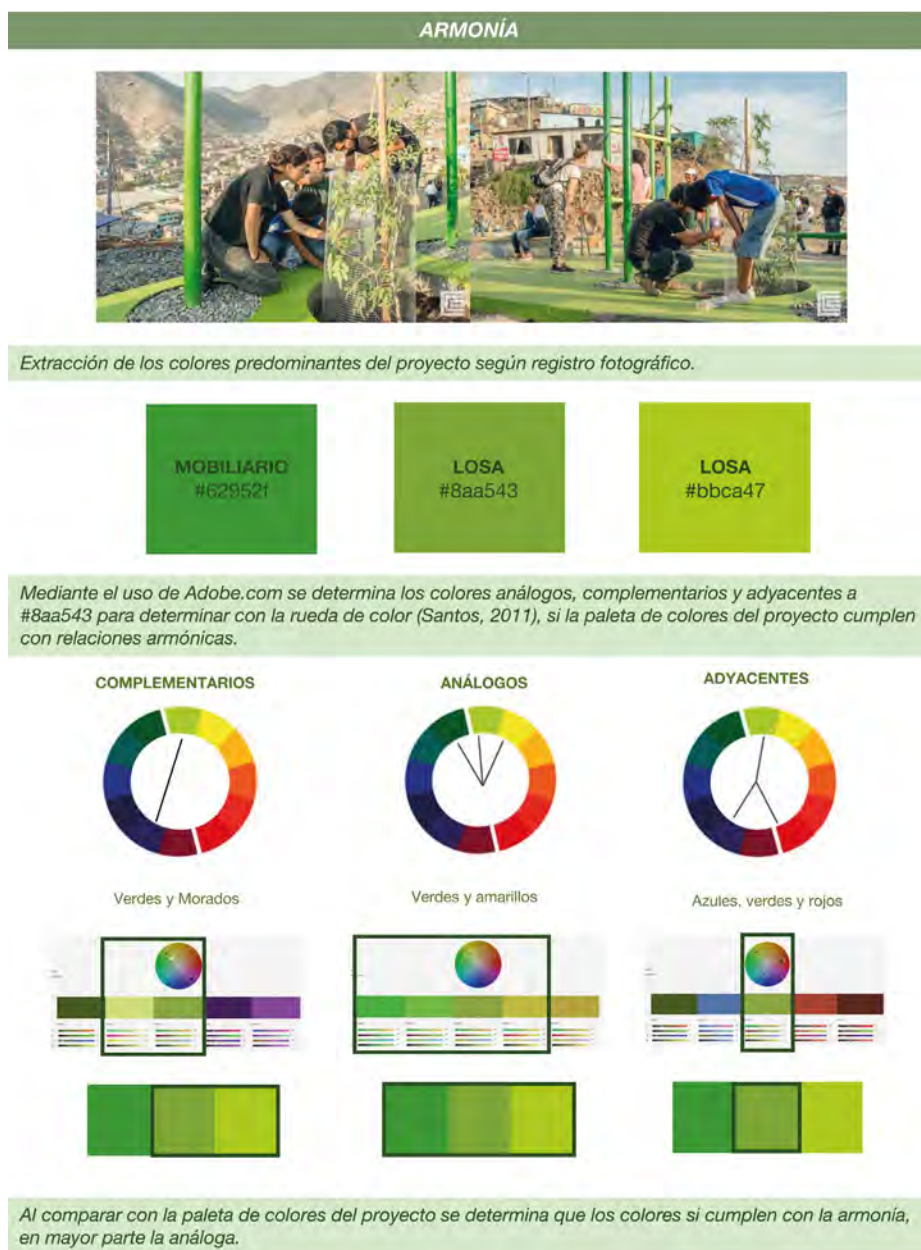 ARMONÍA
Extracción de los colores predominantes del proyecto según registro fotográfico.
MOBILIARIO
#62952f
LOSA
#8aa543
LOSA
#bbca47
Mediante el uso de Adobe.com se determina los colores análogos, complementarios y adyacentes a
#8aa543 para determinar con la rueda de color (Santos, 2011), si la paleta de colores del proyecto cumplen
con relaciones armónicas.
COMPLEMENTARIOS
ANÁLOGOS
ADYACENTES
Verdes y Morados
Verdes y amarillos
Azules, verdes y rojos
Al comparar con la paleta de colores del proyecto se determina que los colores si cumplen con la armonía,
en mayor parte la análoga.